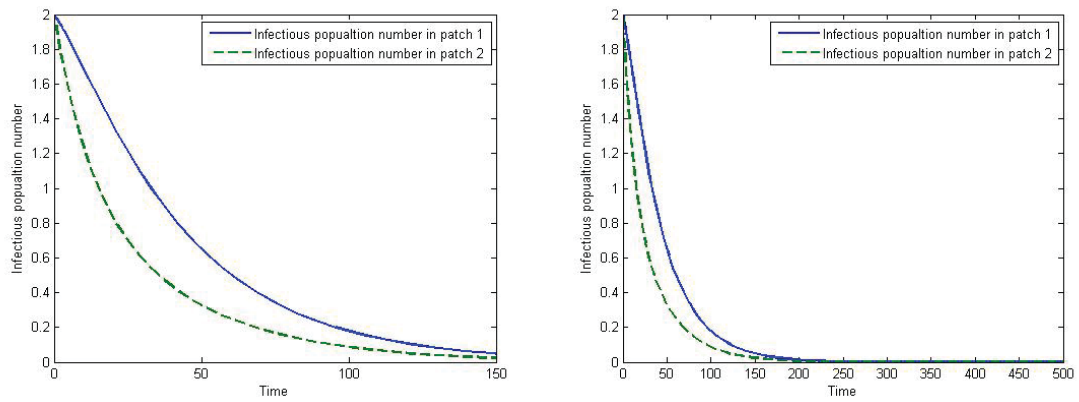 2
1.8
1.6
1.4
1.2
1
0.8
0.6
0.4
0.2
0
Infectious popualtion number
Infectious popualtion number in patch 1
Infectious popualtion number in patch 2
0 50 100 150
Time
2
1.8
1.6
1.4
1.2
1
0.8
0.6
0.4
0.2
0
Infectious popualtion number
Infectious popualtion number in patch 1
Infectious popualtion number in patch 2
0 50 100 150 200 250 300 350 400 450 500
Time